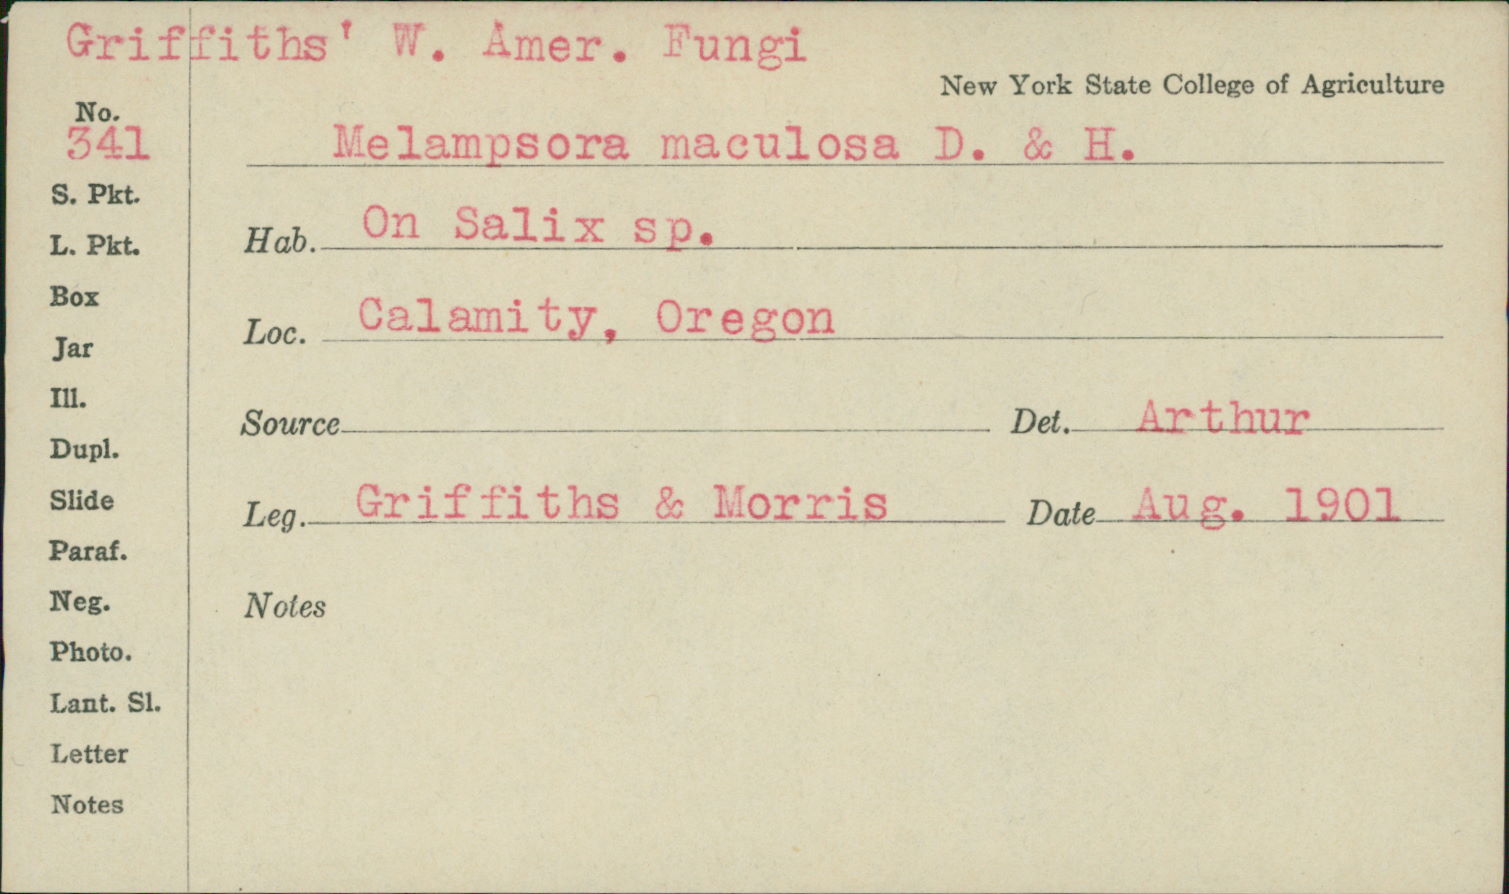 Griffiths' W. Amer. Fungi
New York State College of Agriculture
No.
341
Melampsora maculosa D. & H.
S. Pkt.
Hab. On Salix sp.
L. Pkt.
Box
Loc. Calamity, Oregon
Jar
Ill.
Source Det. Arthur
Dupl.
Slide
Leg. Griffiths & Morris Date Aug. 1901
Paraf.
Neg.
Notes
Photo.
Lant. Sl.
Letter
Notes